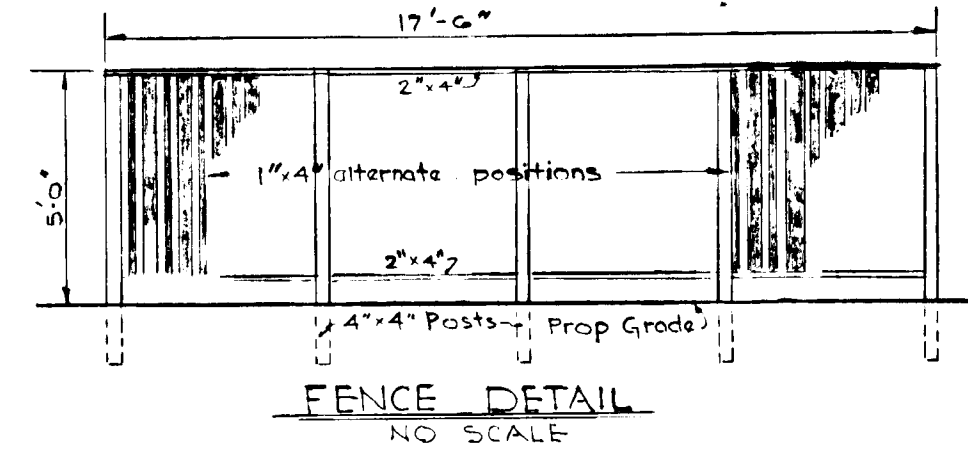 17'-6"
2"x4"
5'-0"
1"x4" alternate positions
2"x4"
4"x4" Posts
Prop Grade
FENCE DETAIL
NO SCALE